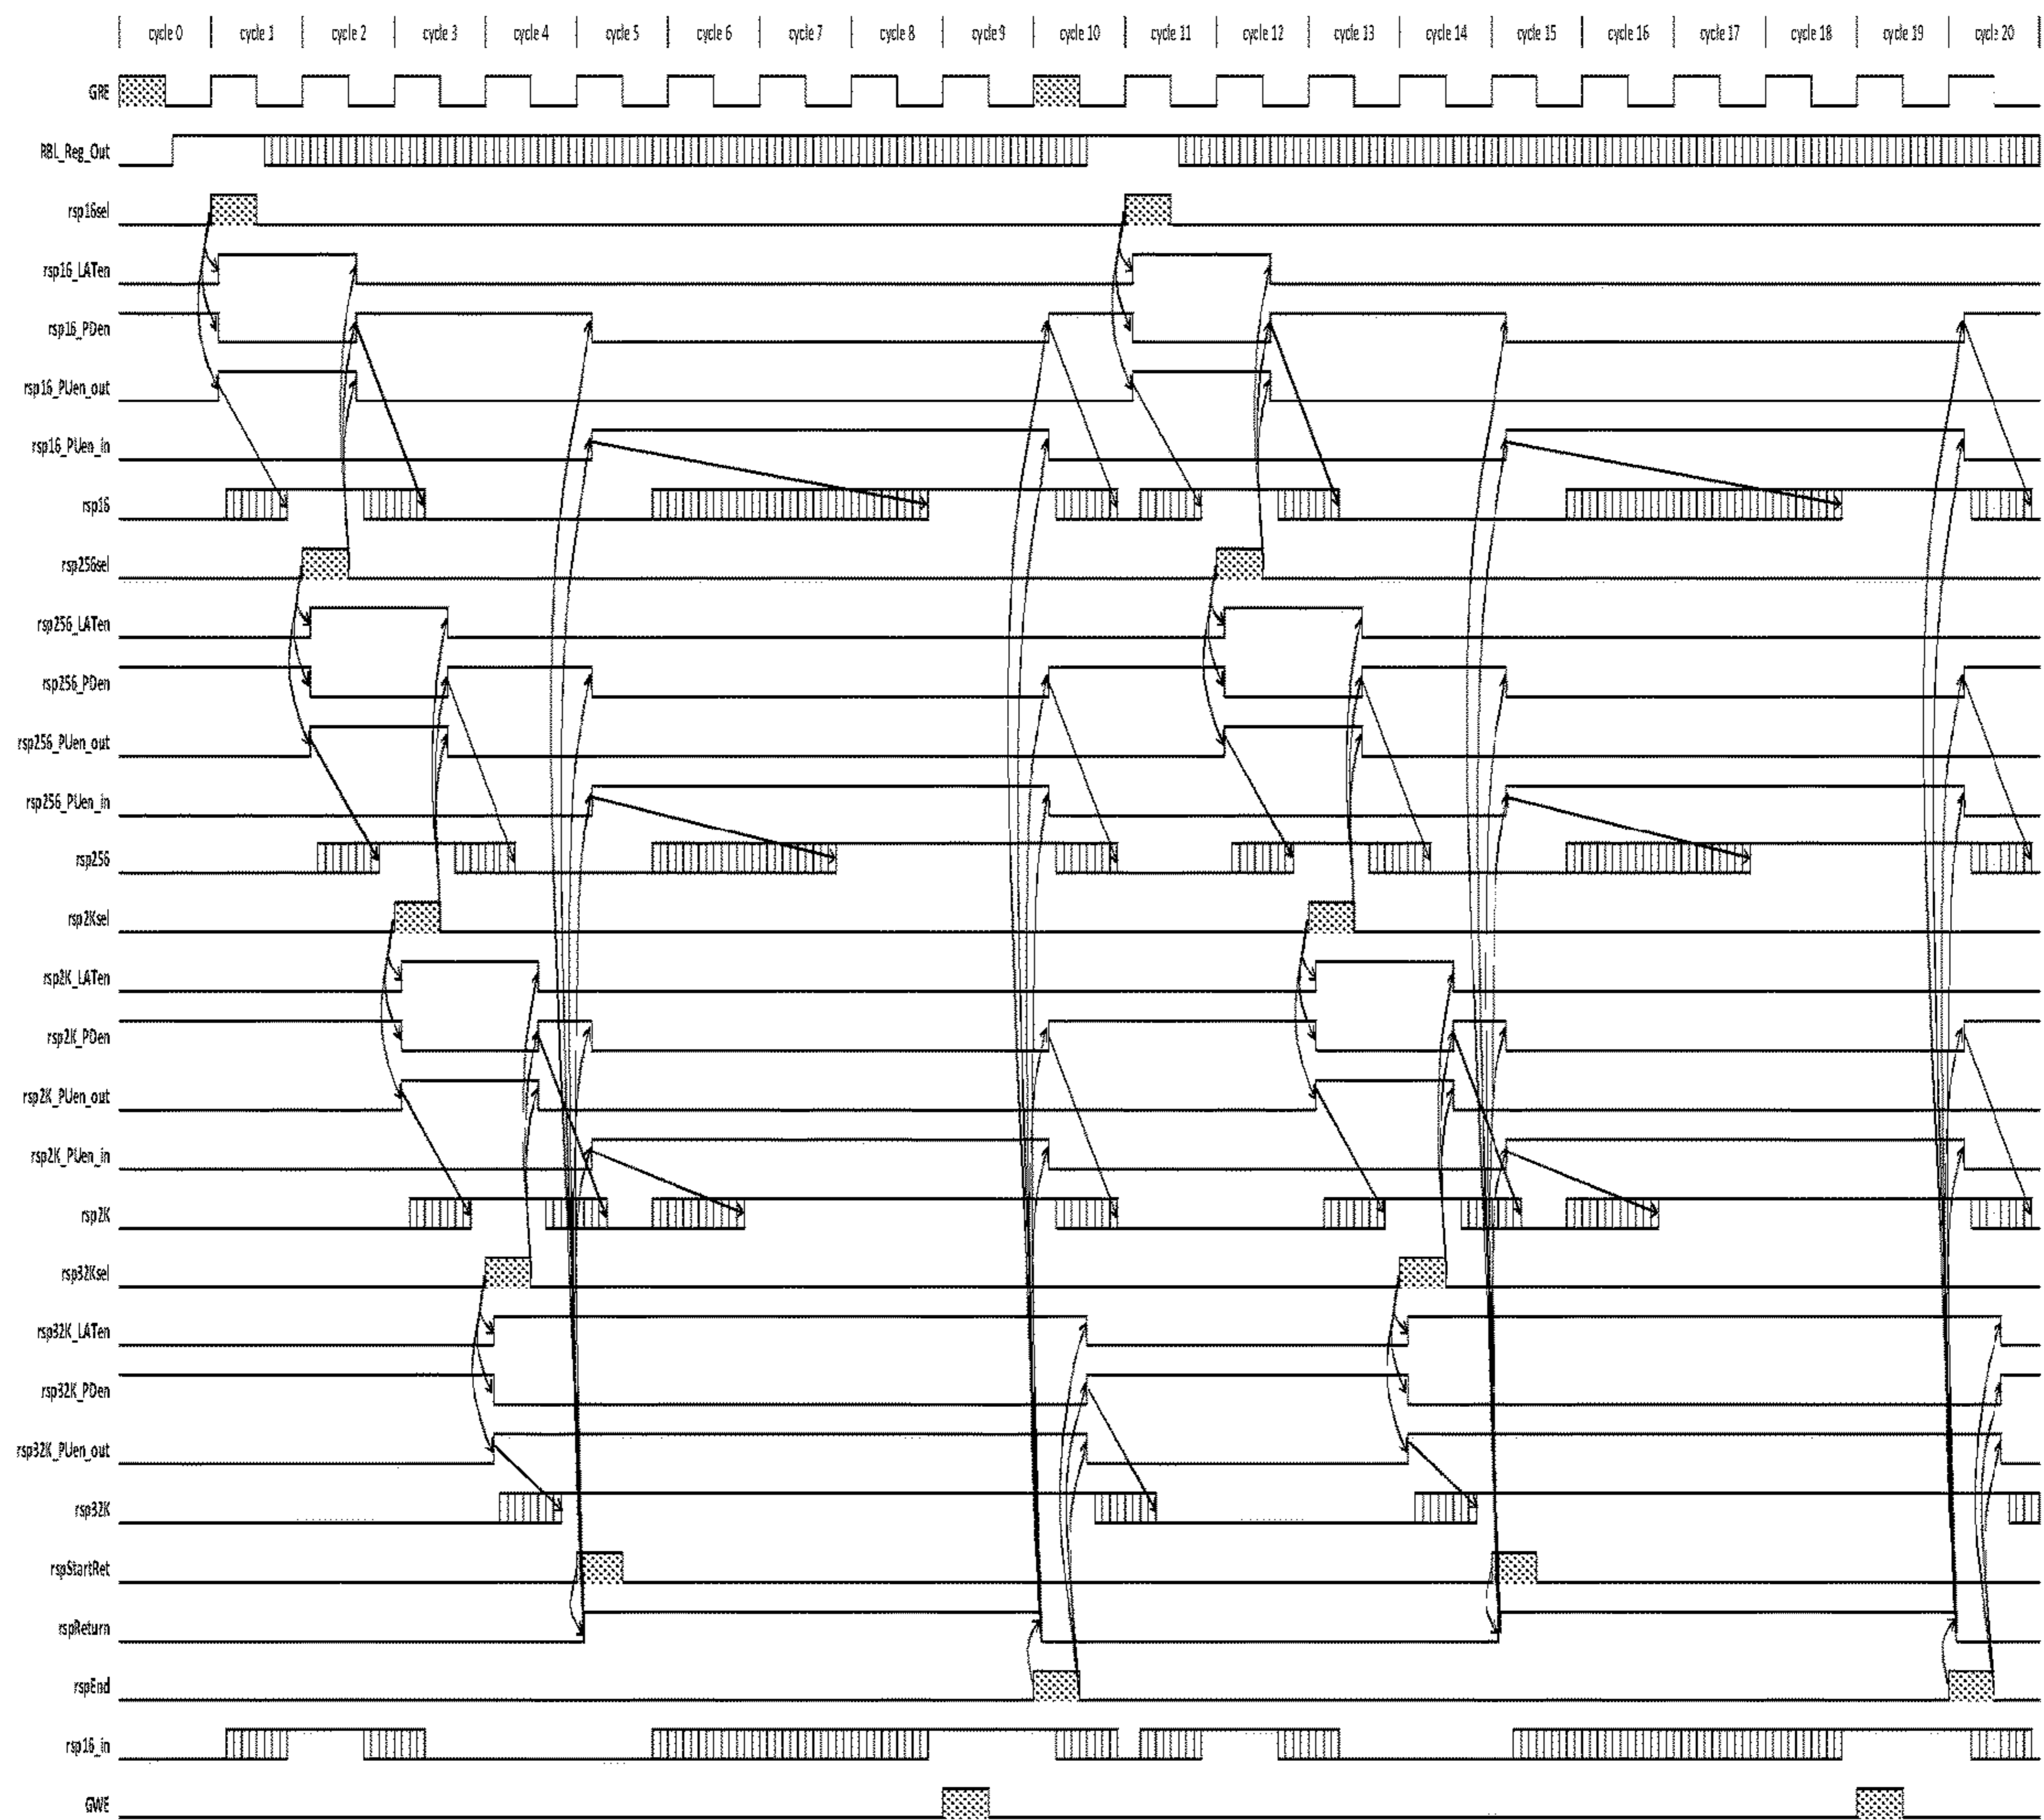 cycle 0 cycle 1 cycle 2 cycle 3 cycle 4 cycle 5 cycle 6 cycle 7 cycle 8 cycle 9 cycle 10 cycle 11 cycle 12 cycle 13 cycle 14 cycle 15 cycle 16 cycle 17 cycle 18 cycle 19 cycle 20
GRE
RBL_Reg_Out
rsp16sel
rsp16_LATen
rsp16_PDen
rsp16_PUen_out
rsp16_PUen_in
rsp16
rsp256sel
rsp256_LATen
rsp256_PDen
rsp256_PUen_out
rsp256_PUen_in
rsp256
rsp2Ksel
rsp2K_LATen
rsp2K_PDen
rsp2K_PUen_out
rsp2K_PUen_in
rsp2K
rsp32Ksel
rsp32K_LATen
rsp32K_PDen
rsp32K_PUen_out
rsp32K
rspStartRet
rspReturn
rspEnd
rsp16_in
GWE